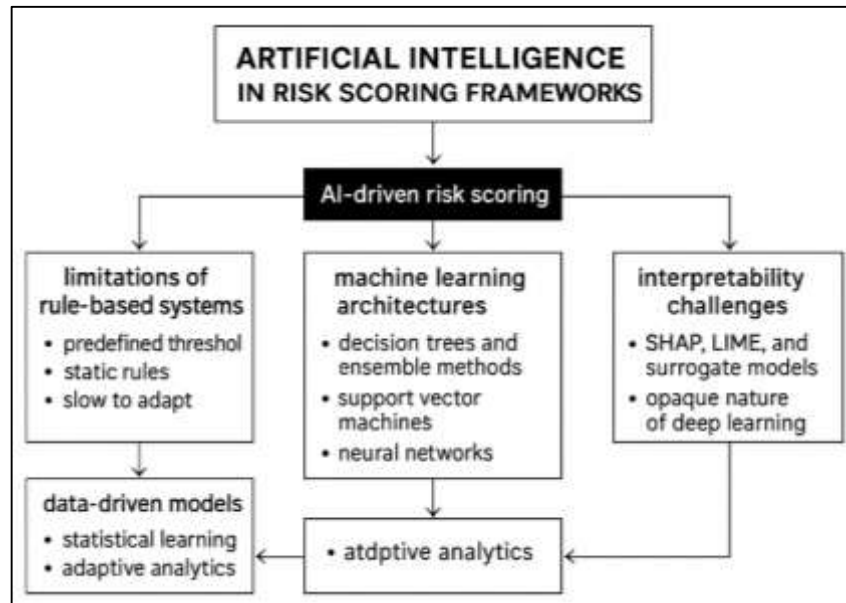 ARTIFICIAL INTELLIGENCE
IN RISK SCORING FRAMEWORKS
AI-driven risk scoring
limitations of
rule-based systems
• predefined threshol
• static rules
• slow to adapt
machine learning
architectures
• decision trees and
ensemble methods
• support vector
machines
• neural networks
interpretability
challenges
• SHAP, LIME, and
surrogate models
• opaque nature
of deep learning
data-driven models
• statistical learning
• adaptive analytics
• atdptive analytics